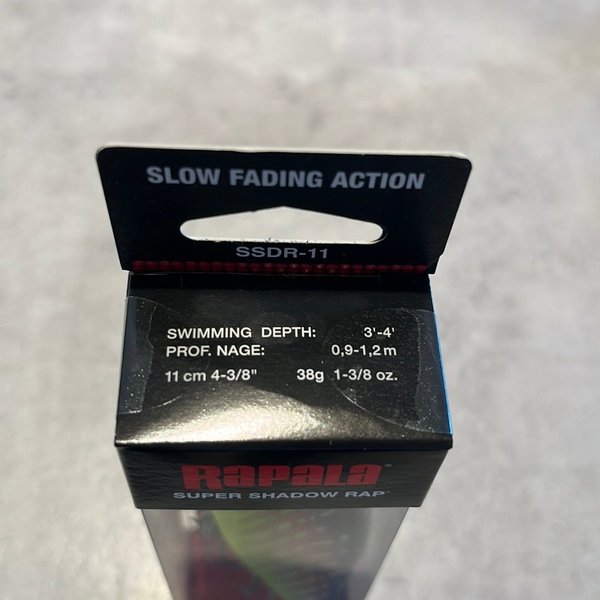 SLOW FADING ACTION
SSDR-11
SWIMMING DEPTH: 3'-4'
PROF. NAGE: 0,9-1,2 m
11 cm 4-3/8" 38g 1-3/8 oz.
RAPALA
SUPER SHADOW RAP